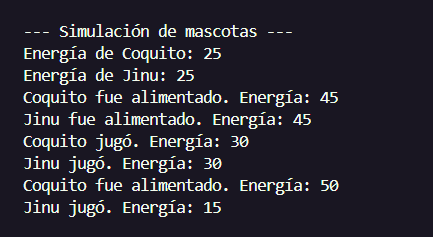 --- Simulación de mascotas ---
Energía de Coquito: 25
Energía de Jinu: 25
Coquito fue alimentado. Energía: 45
Jinu fue alimentado. Energía: 45
Coquito jugó. Energía: 30
Jinu jugó. Energía: 30
Coquito fue alimentado. Energía: 50
Jinu jugó. Energía: 15